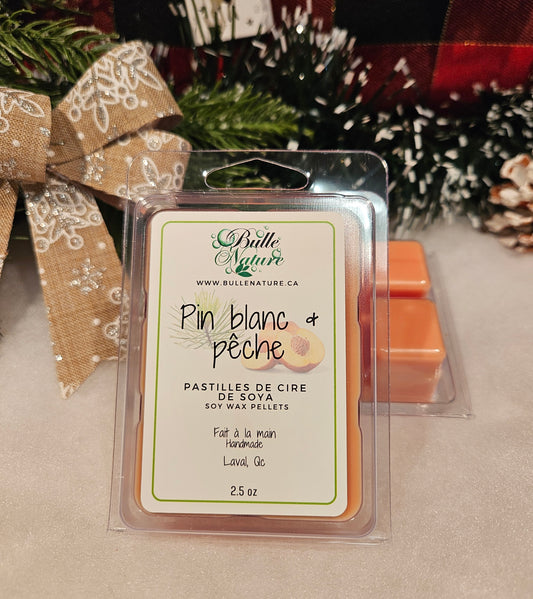 Bulle
Nature
WWW.BULLENATURE.CA
Pin blanc &
pêche
PASTILLES DE CIRE
DE SOYA
SOY WAX PELLETS
Fait à la main
Handmade
Laval, Qc
2.5 oz